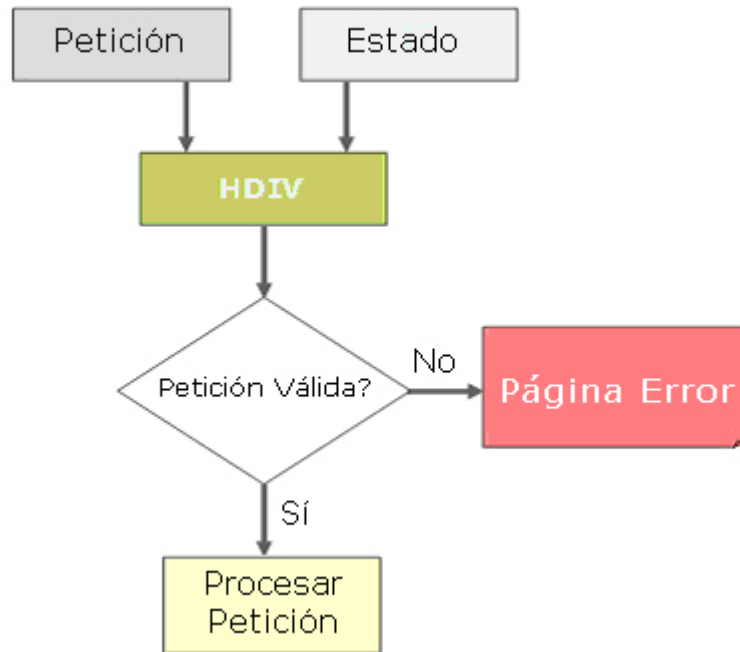 Petición
Estado
HDIV
Petición Válida?
No
Página Error
Sí
Procesar
Petición